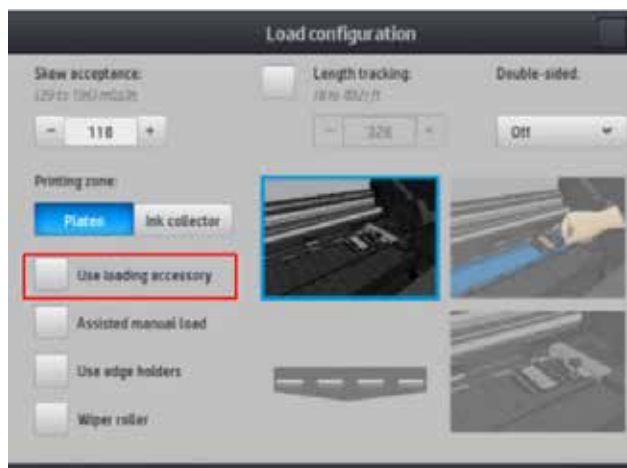 Load configuration
Skew acceptance:
Length tracking:
Double-sided:
- 118 +
- 328 +
Off
Printing zone:
Platen
Ink collector
Use loading accessory
Assisted manual load
Use edge holders
Wiper roller